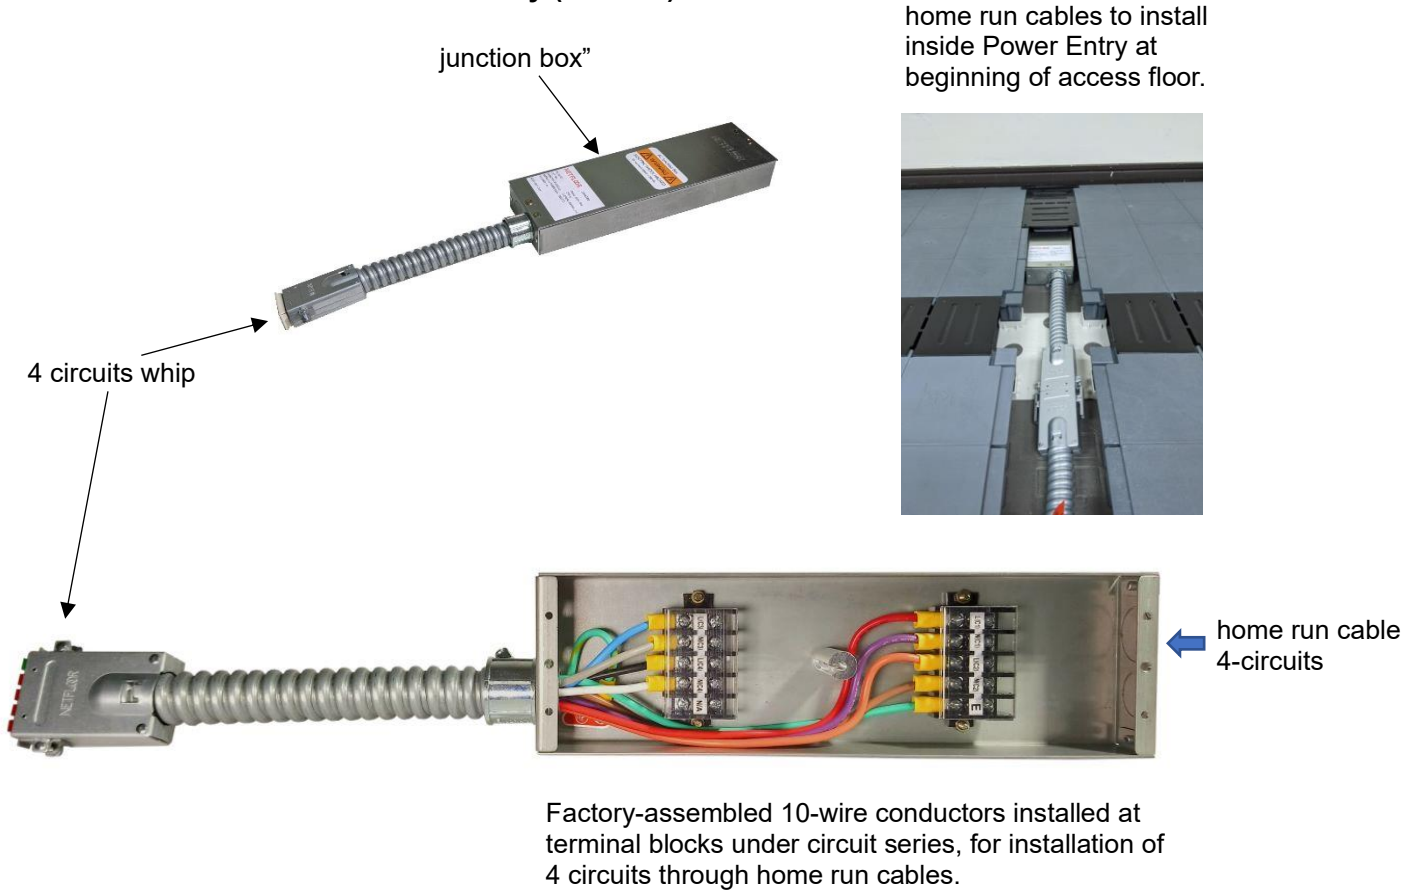 home run cables to install
inside Power Entry at
beginning of access floor.
junction box”
4 circuits whip
NETFLOOR
E
home run cable
4-circuits
Factory-assembled 10-wire conductors installed at
terminal blocks under circuit series, for installation of
4 circuits through home run cables.